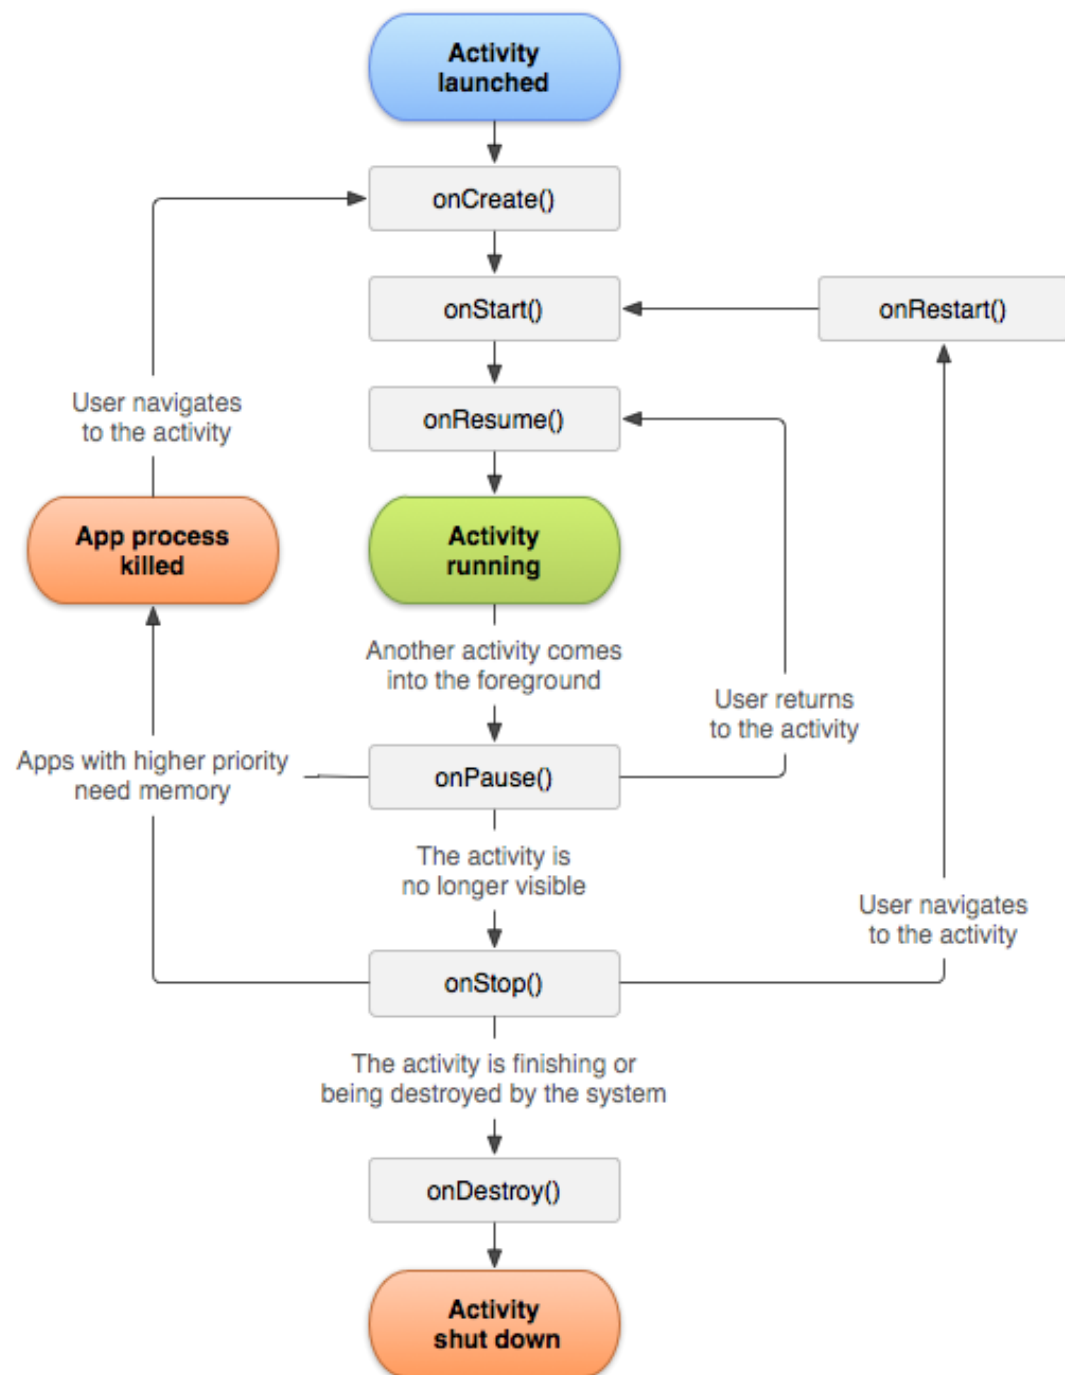 Activity
launched
onCreate()
onStart()
onRestart()
onResume()
User navigates
to the activity
App process
killed
Activity
running
Another activity comes
into the foreground
User returns
to the activity
Apps with higher priority
need memory
onPause()
The activity is
no longer visible
User navigates
to the activity
onStop()
The activity is finishing or
being destroyed by the system
onDestroy()
Activity
shut down